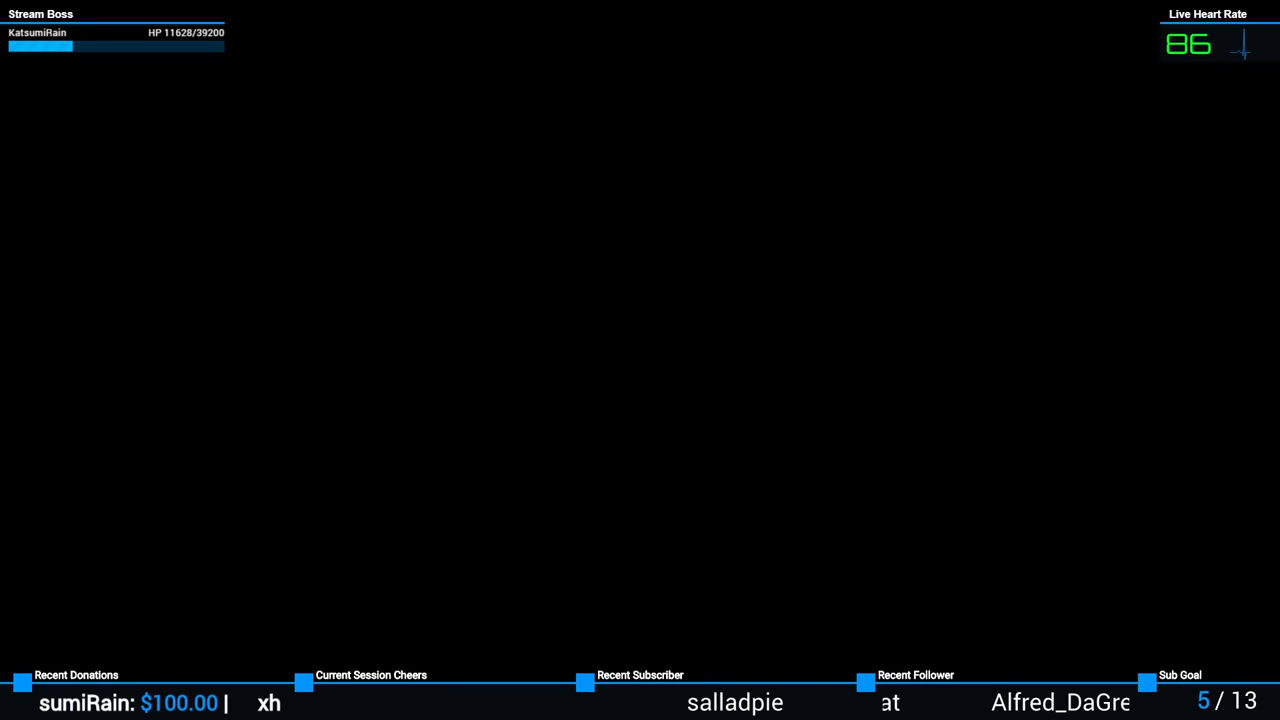 Stream Boss
KatsumiRain HP 11628/39200
Live Heart Rate
86
Recent Donations
sumiRain: $100.00 | xh
Current Session Cheers
Recent Subscriber
salladpie
Recent Follower
at Alfred_DaGre
Sub Goal
5 / 13